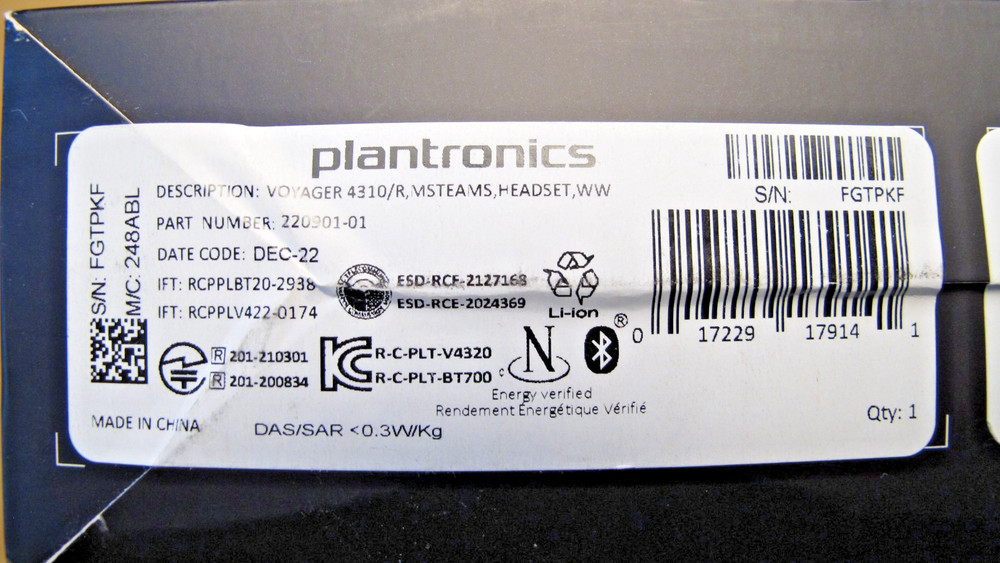 plantronics
DESCRIPTION: VOYAGER 4310/R,MSTEAMS,HEADSET,WW
PART NUMBER: 220901-01
DATE CODE: DEC-22
IFT: RCPPLBT20-2938
IFT: RCPPLV422-0174
S/N: FGTPKF
M/C: 248ABL
ESD-RCE-2127168
ESD-RCE-2024369
Li-ion
S/N: FGTPKF
0 17229 17914 1
R 201-210301
R 201-200834
R-C-PLT-V4320
R-C-PLT-BT700
c N
®
Energy verified
Rendement Énergétique Vérifié
MADE IN CHINA
DAS/SAR <0.3W/Kg
Qty: 1